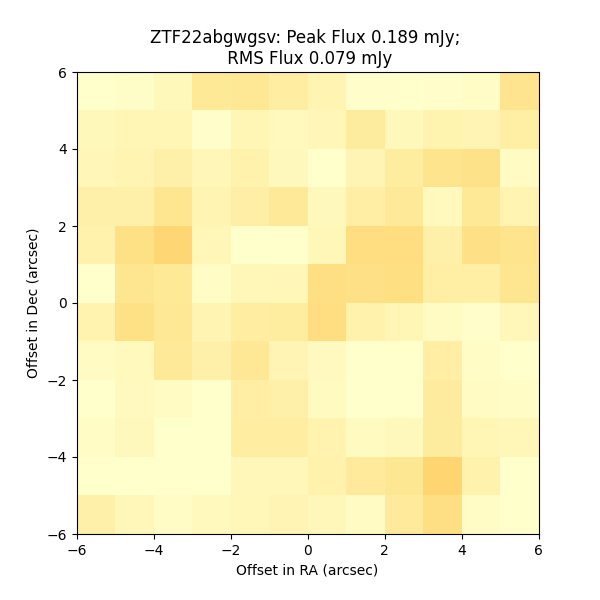 ZTF22abgwgsv: Peak Flux 0.189 mJy;
RMS Flux 0.079 mJy
6
4
2
0
−2
−4
−6
Offset in Dec (arcsec)
−6 −4 −2 0 2 4 6
Offset in RA (arcsec)